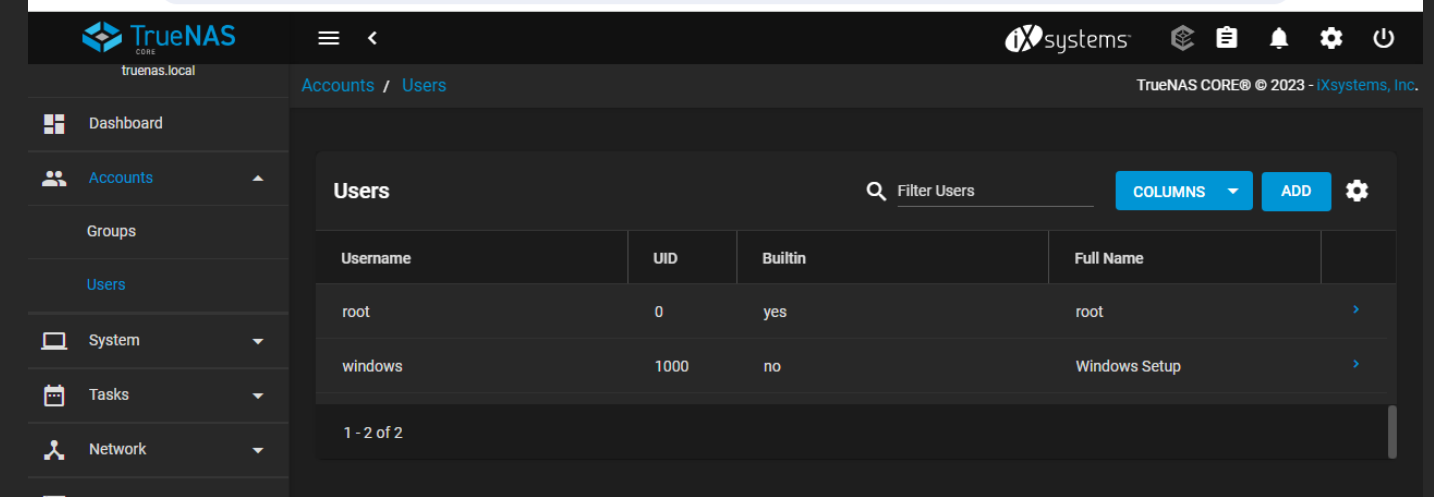 TrueNAS
CORE
iXsystems
truenas.local
Accounts / Users
TrueNAS CORE® © 2023 - iXsystems, Inc.
Dashboard
Accounts
Groups
Users
System
Tasks
Network
Users
Filter Users
COLUMNS
ADD
Username UID Builtin Full Name
root 0 yes root
windows 1000 no Windows Setup
1 - 2 of 2